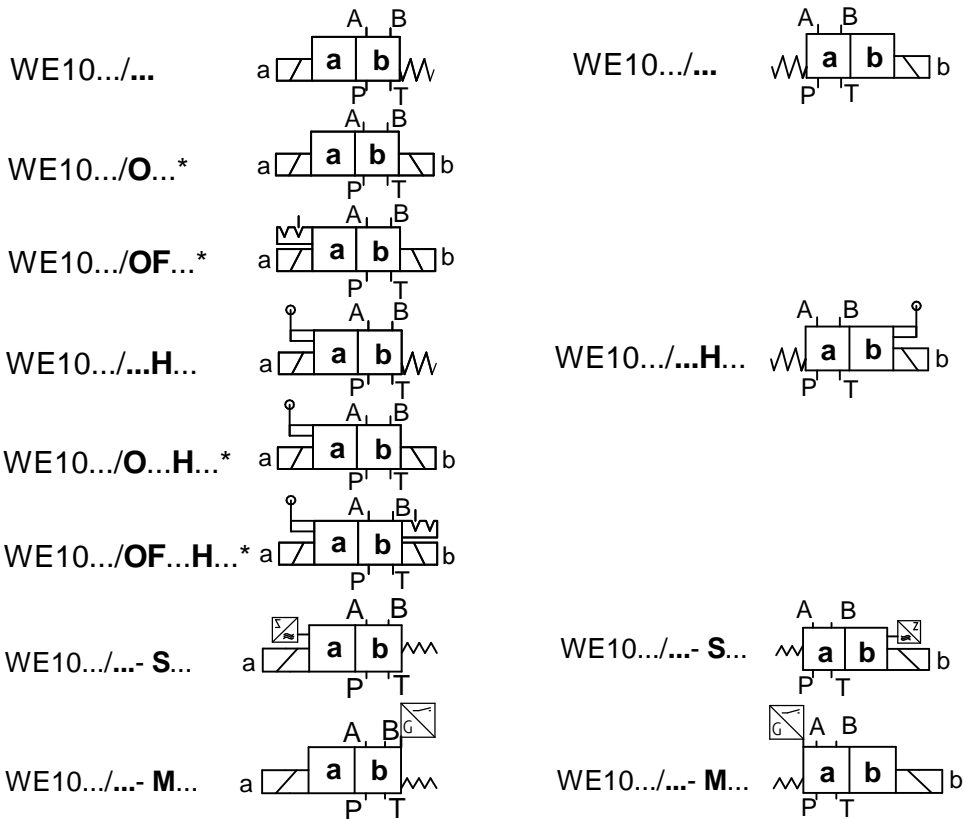 A B A B
WE10.../... a a b WE10.../... a b b
P T P T
A B
WE10.../O...* a a b b
P T
A B
WE10.../OF...* a a b b
P T
A B A B
WE10.../...H... a a b WE10.../...H... a b b
P T P T
A B
WE10.../O...H...* a a b b
P T
A B
WE10.../OF...H...* a a b b
P T
A B A B
WE10.../...- S... a a b WE10.../...- S... a b b
P T P T
G G
A B A B
WE10.../...- M... a a b WE10.../...- M... a b b
P T P T